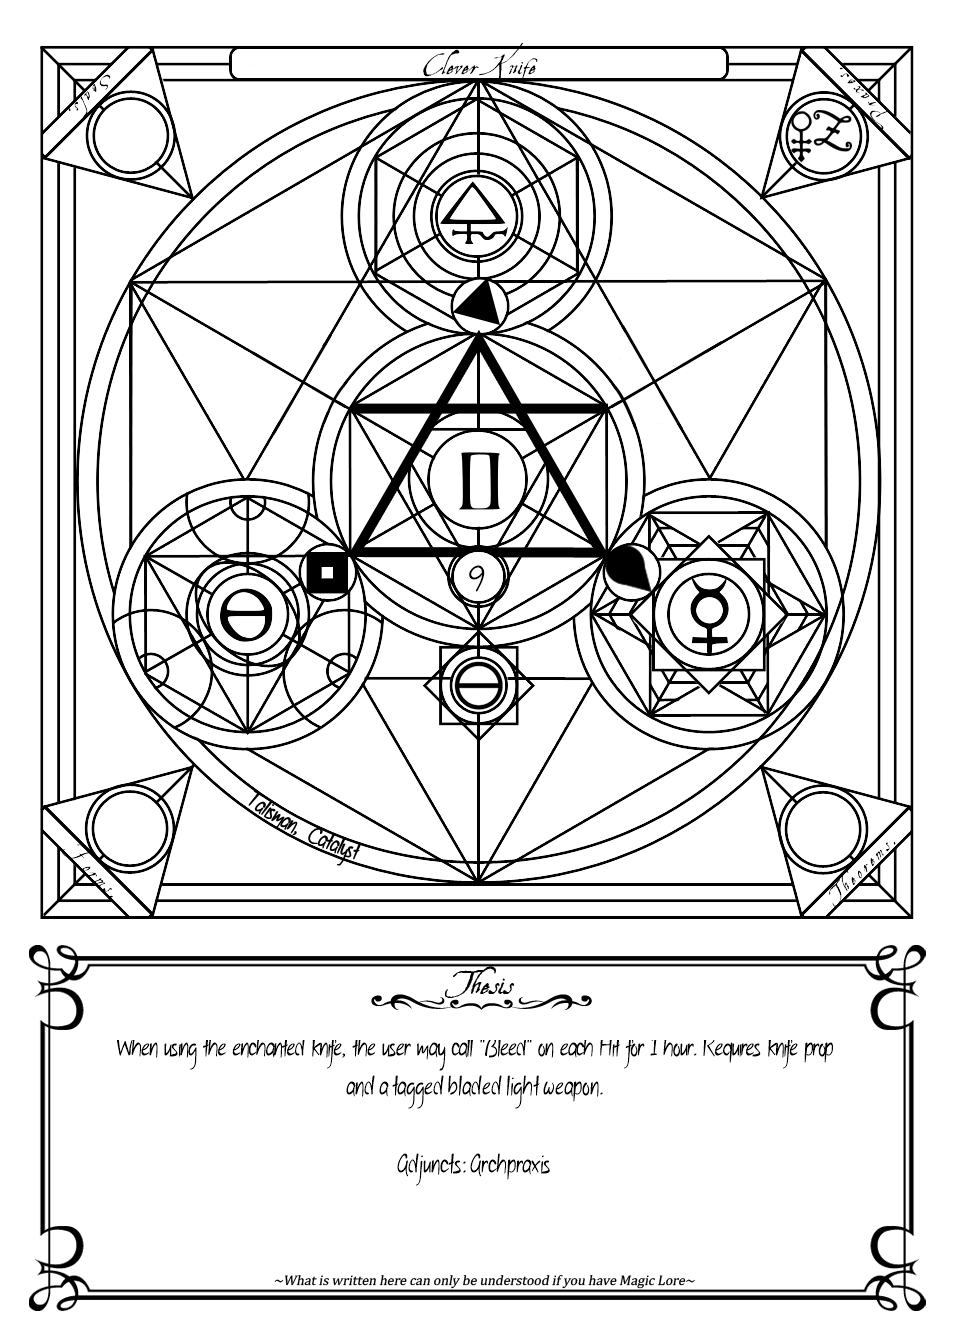 Clever Knife
Seals.
Praxes.
9
Talisman, Catalyst
Forms.
Theorems.
Thesis
When using the enchanted knife, the user may call "Bleed" on each Hit for 1 hour. Requires knife prop
and a tagged bladed light weapon.
Adjuncts: Archpraxis
~What is written here can only be understood if you have Magic Lore~